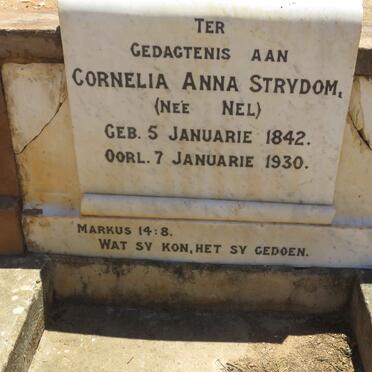 TER
GEDAGTENIS AAN
CORNELIA ANNA STRYDOM,
(NEÉ NEL)
GEB. 5 JANUARIE 1842.
OORL. 7 JANUARIE 1930.
MARKUS 14:8.
WAT SY KON, HET SY GEDOEN.